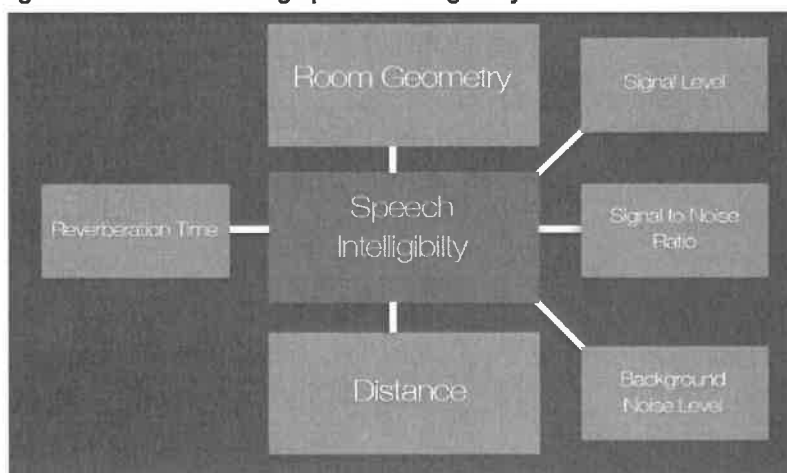 Room Geometry
Signal Level
Speech
Intelligibilty
Reverberation Time
Signal to Noise
Ratio
Distance
Background
Noise Level